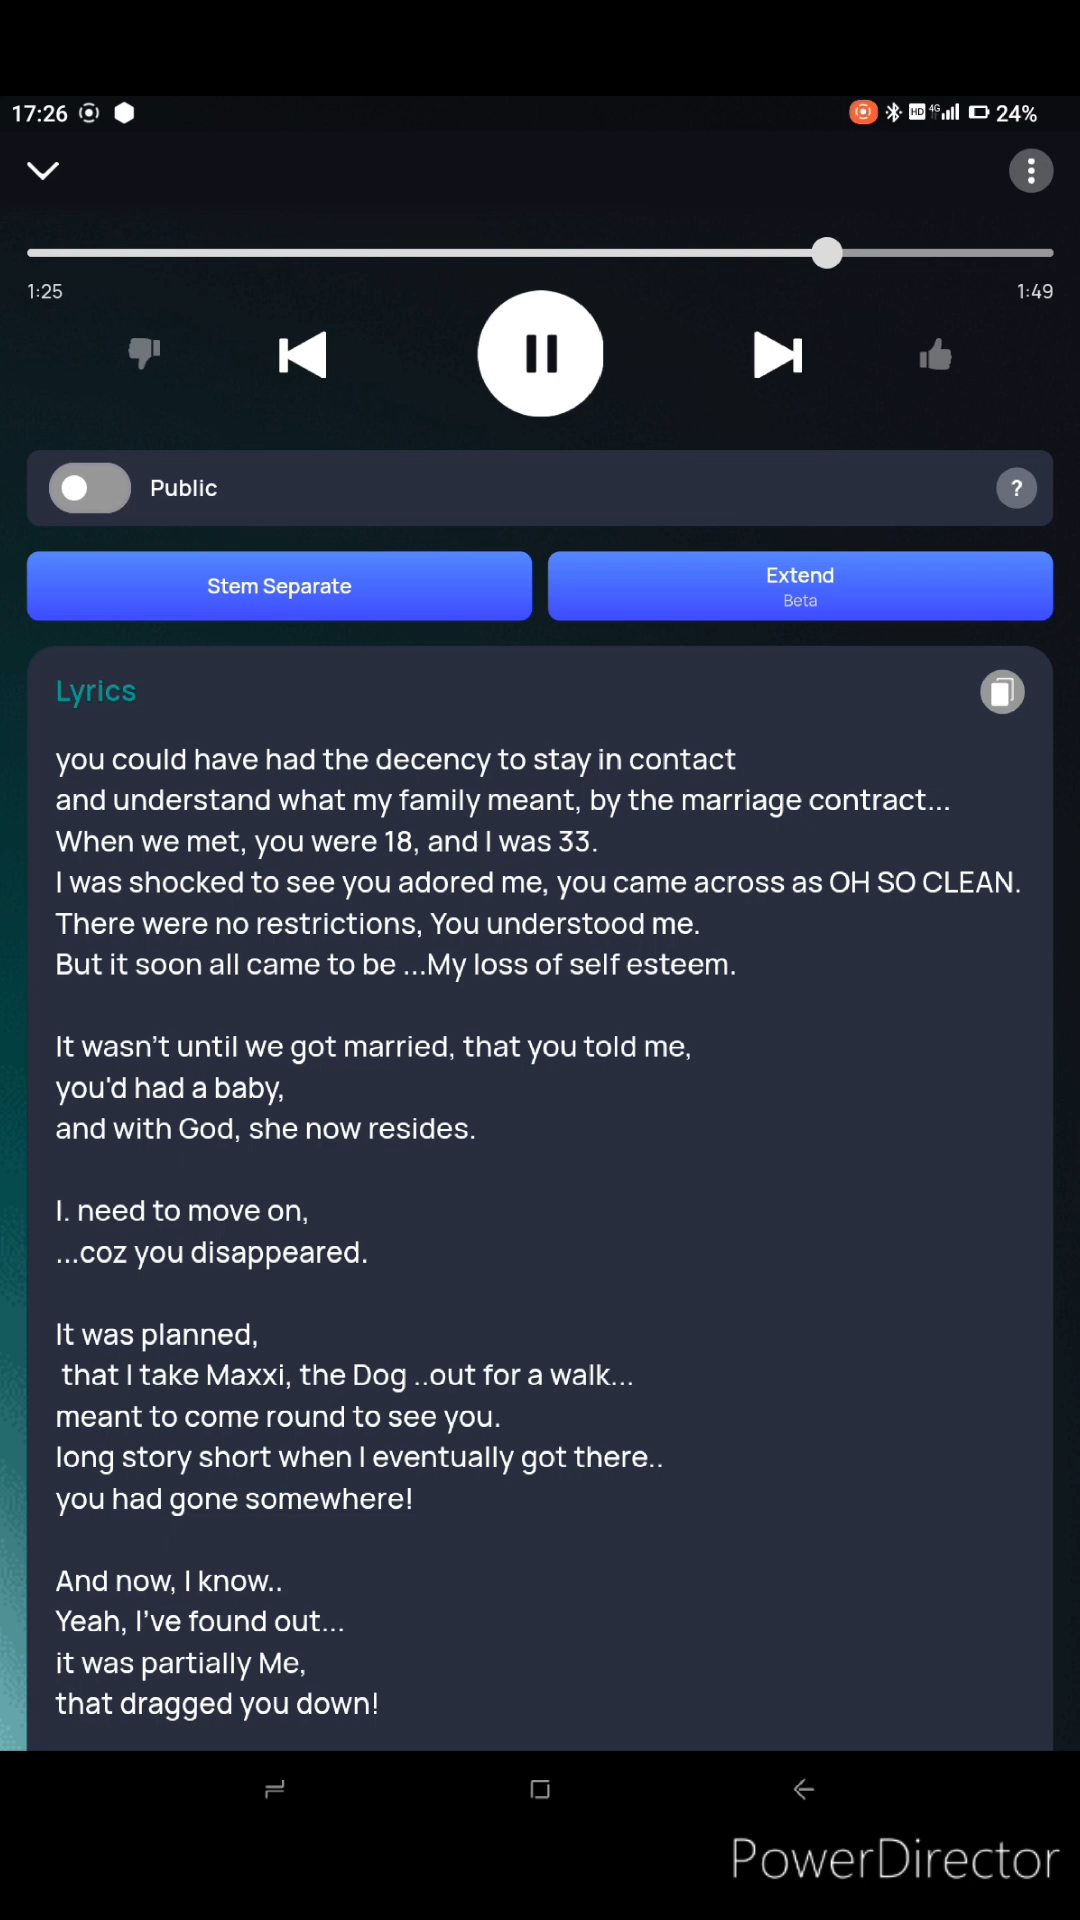 17:26
HD 4G 24%
1:25
1:49
Public
?
Stem Separate
Extend
Beta
Lyrics
you could have had the decency to stay in contact
and understand what my family meant, by the marriage contract...
When we met, you were 18, and I was 33.
I was shocked to see you adored me, you came across as OH SO CLEAN.
There were no restrictions, You understood me.
But it soon all came to be ...My loss of self esteem.
It wasn't until we got married, that you told me,
you'd had a baby,
and with God, she now resides.
I. need to move on,
...coz you disappeared.
It was planned,
that I take Maxxi, the Dog ..out for a walk...
meant to come round to see you.
long story short when I eventually got there..
you had gone somewhere!
And now, I know..
Yeah, I've found out...
it was partially Me,
that dragged you down!
PowerDirector